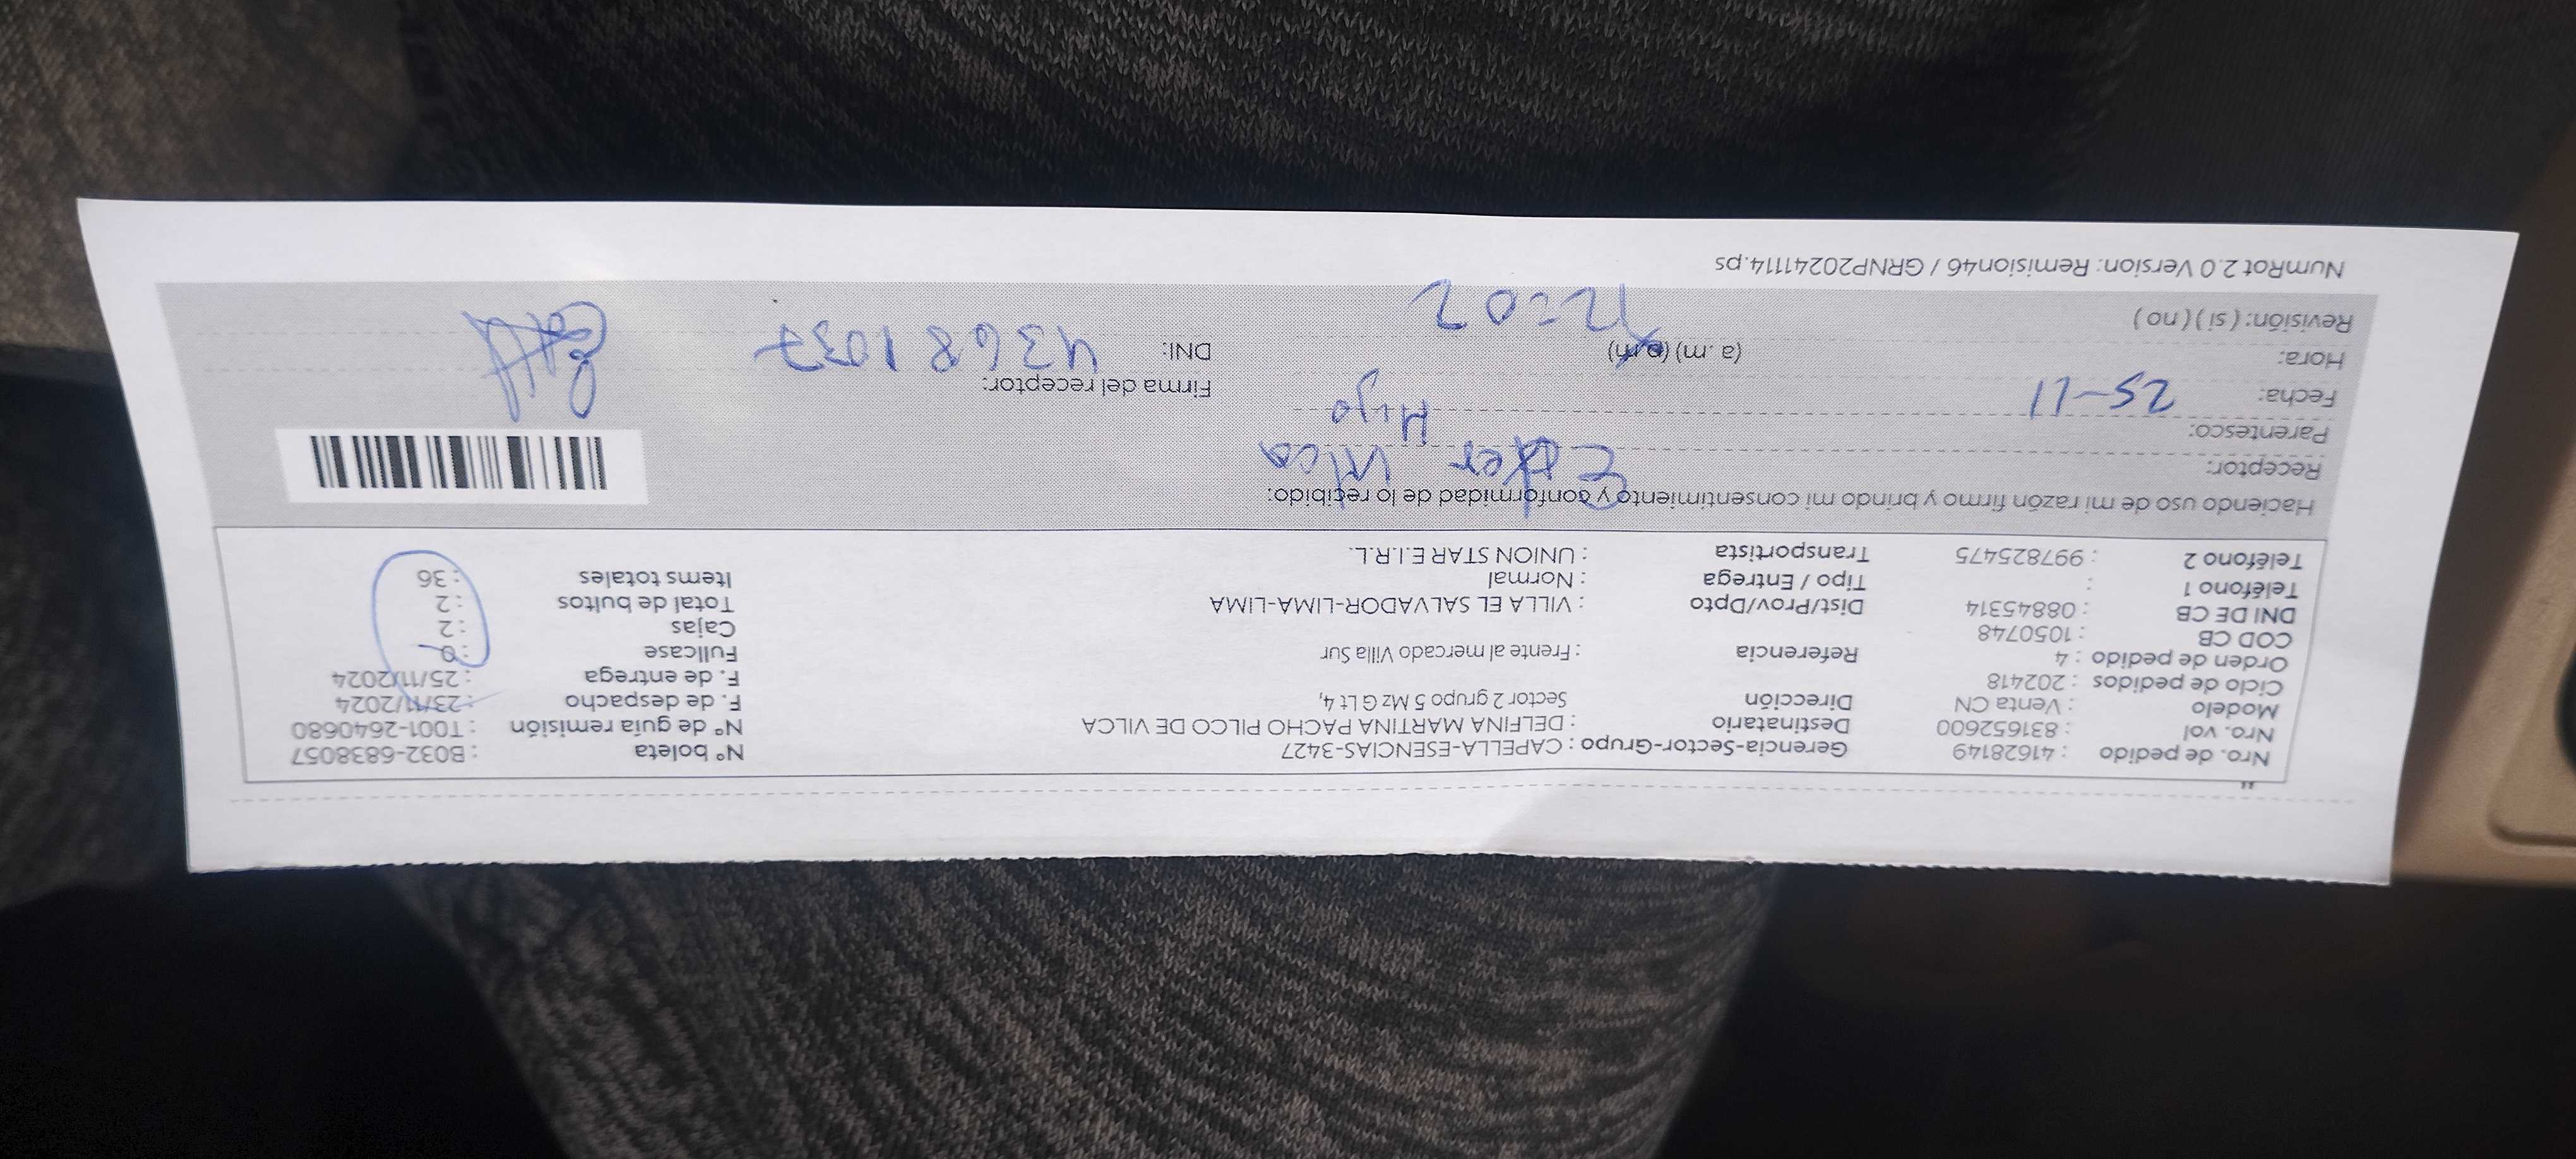 Nro. de pedido : 41628149 Gerencia-Sector-Grupo : CAPELLA-ESENCIAS-3427 N° boleta : B032-6838057
Nro. vol : 831652600 Destinatario : DELFINA MARTINA PACHO PILCO DE VILCA N° de guía remisión : T001-2640680
Modelo : Venta CN Dirección Sector 2 grupo 5 Mz G Lt 4, F. de despacho : 23/11/2024
Ciclo de pedidos : 202418 F. de entrega : 25/11/2024
Orden de pedido : 4 Referencia : Frente al mercado Villa Sur Fullcase : 0
COD CB : 1050748 Cajas : 2
DNI DE CB : 08845314 Dist/Prov/Dpto : VILLA EL SALVADOR-LIMA-LIMA Total de bultos : 2
Teléfono 1 : Tipo / Entrega : Normal Items totales : 36
Teléfono 2 : 997825475 Transportista : UNION STAR E.I.R.L.
Haciendo uso de mi razón firmo y brindo mi consentimiento y conformidad de lo recibido:
Receptor: Vilca
Parentesco: Hijo
Fecha: 25-11 Firma del receptor:
Hora: (a. m) (p.m) DNI: 43681037
12:02
Revisión: ( si ) ( no )
NumRot 2.0 Version: Remision46 / GRNP20241114.ps